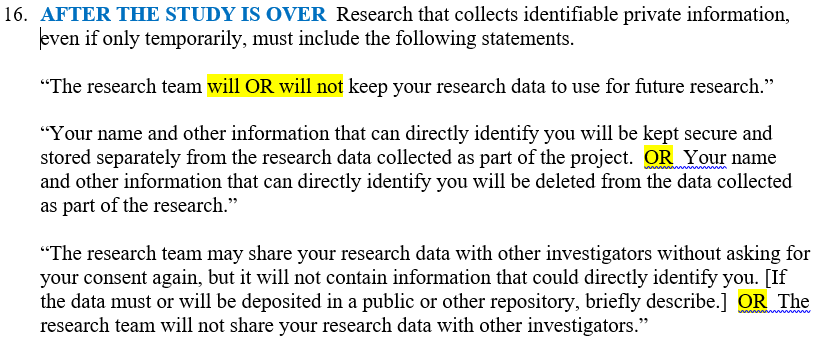 16. AFTER THE STUDY IS OVER Research that collects identifiable private information,
even if only temporarily, must include the following statements.
“The research team will OR will not keep your research data to use for future research.”
“Your name and other information that can directly identify you will be kept secure and
stored separately from the research data collected as part of the project. OR Your name
and other information that can directly identify you will be deleted from the data collected
as part of the research.”
“The research team may share your research data with other investigators without asking for
your consent again, but it will not contain information that could directly identify you. [If
the data must or will be deposited in a public or other repository, briefly describe.] OR The
research team will not share your research data with other investigators.”